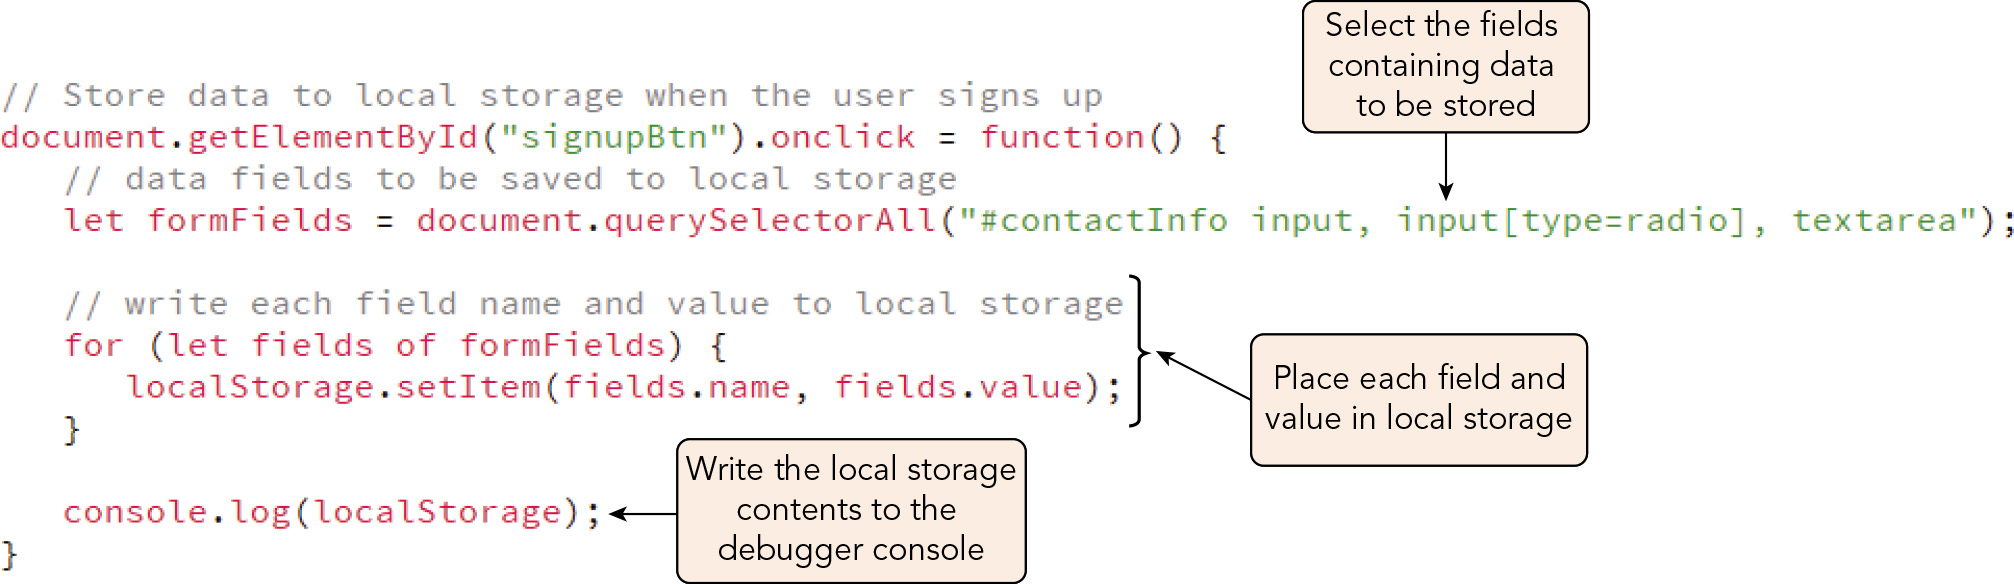 Select the fields
containing data
to be stored
// Store data to local storage when the user signs up
document.getElementById("signupBtn").onclick = function() {
// data fields to be saved to local storage
let formFields = document.querySelectorAll("#contactInfo input, input[type=radio], textarea");
// write each field name and value to local storage
for (let fields of formFields) {
localStorage.setItem(fields.name, fields.value);
}
Place each field and
value in local storage
console.log(localStorage);
Write the local storage
contents to the
debugger console
}